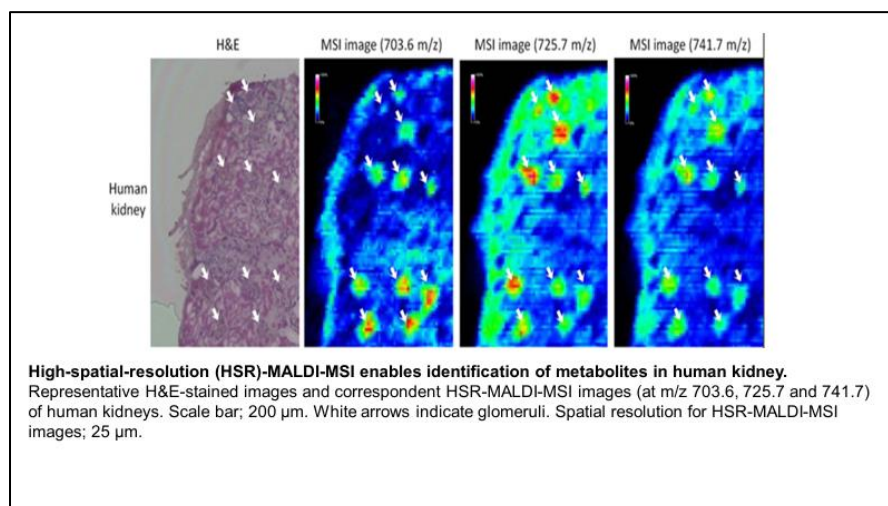 H&E
MSI image (703.6 m/z)
MSI image (725.7 m/z)
MSI image (741.7 m/z)
Human
kidney
High-spatial-resolution (HSR)-MALDI-MSI enables identification of metabolites in human kidney.
Representative H&E-stained images and correspondent HSR-MALDI-MSI images (at m/z 703.6, 725.7 and 741.7)
of human kidneys. Scale bar; 200 μm. White arrows indicate glomeruli. Spatial resolution for HSR-MALDI-MSI
images; 25 μm.